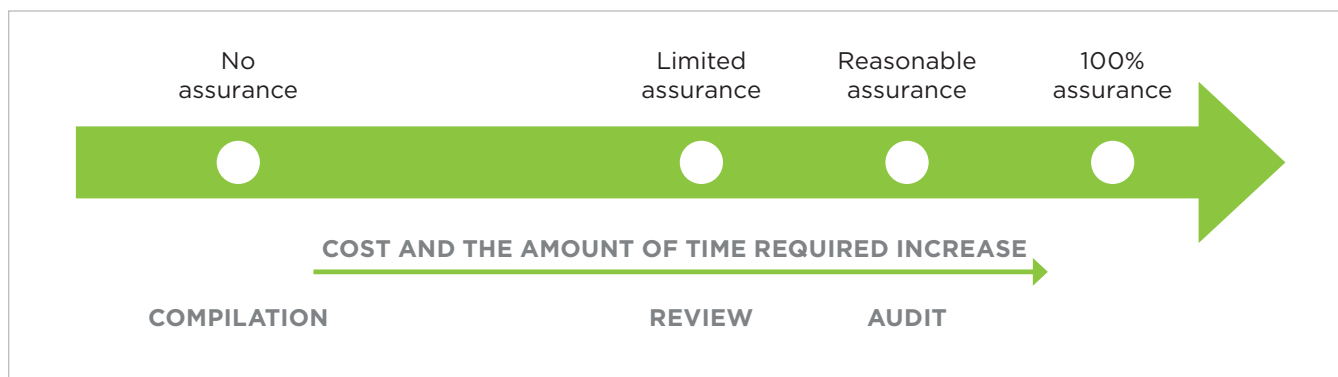 No
assurance
Limited
assurance
Reasonable
assurance
100%
assurance
COST AND THE AMOUNT OF TIME REQUIRED INCREASE
COMPILATION
REVIEW
AUDIT